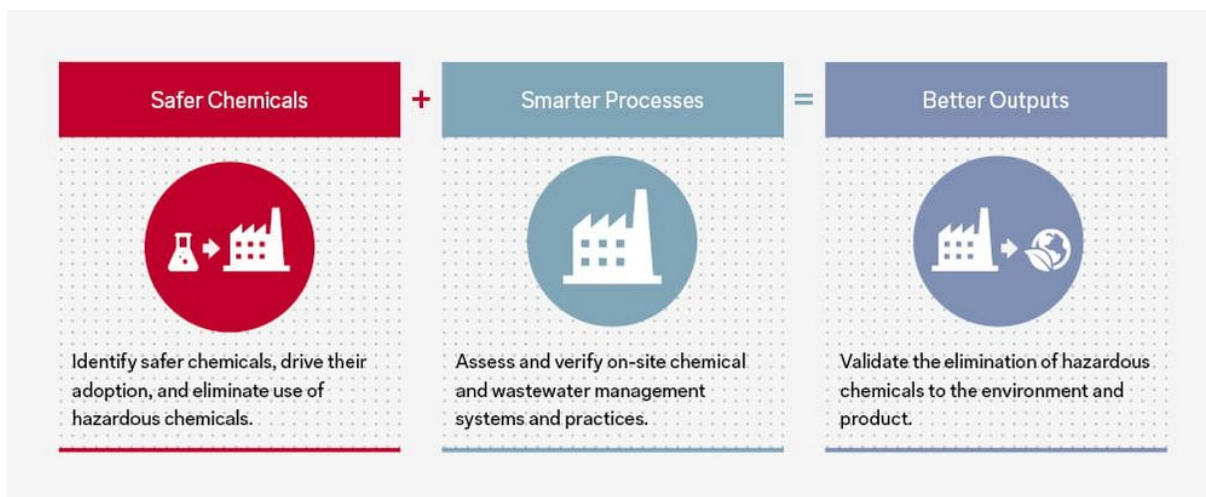 Safer Chemicals
+
Smarter Processes
=
Better Outputs
Identify safer chemicals, drive their
adoption, and eliminate use of
hazardous chemicals.
Assess and verify on-site chemical
and wastewater management
systems and practices.
Validate the elimination of hazardous
chemicals to the environment and
product.